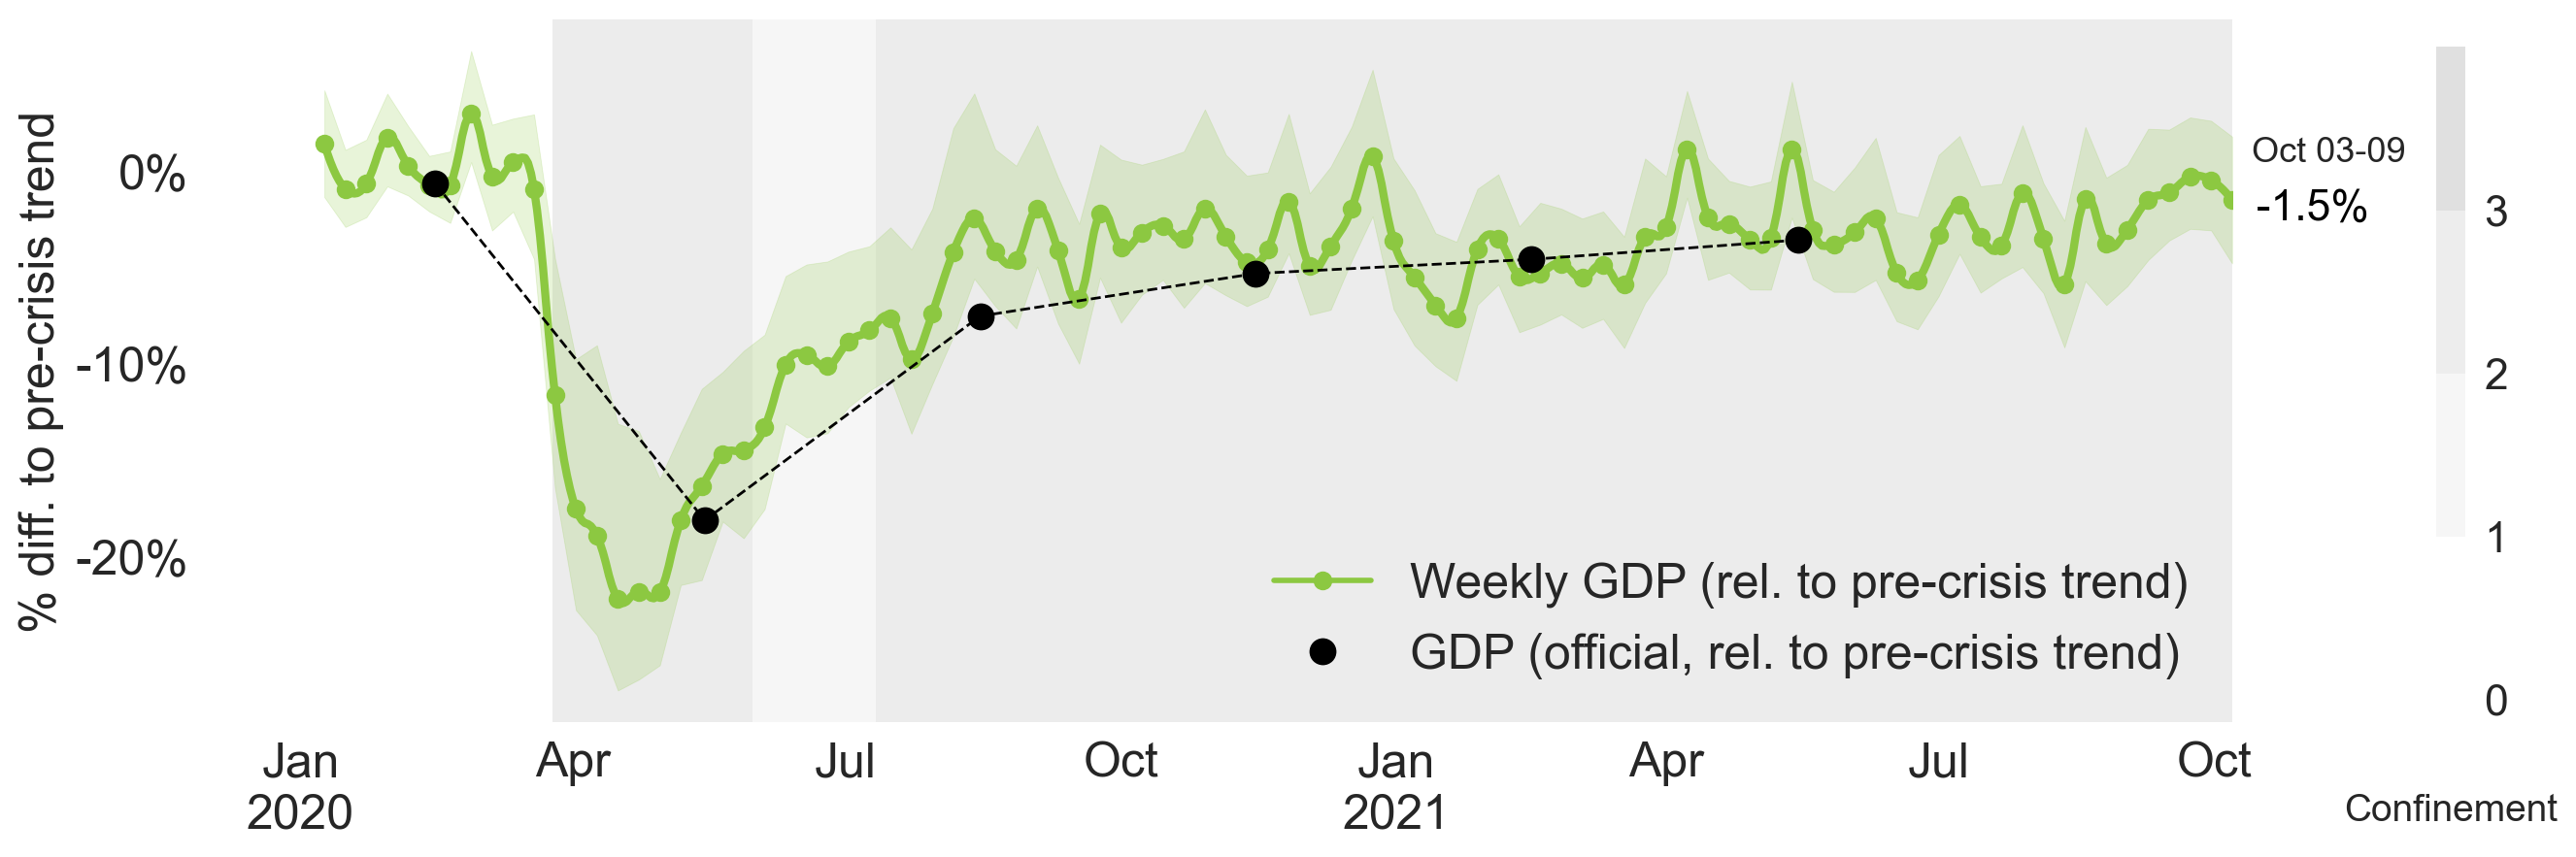 % diff. to pre-crisis trend
0%
-10%
-20%
Oct 03-09
-1.5%
Weekly GDP (rel. to pre-crisis trend)
GDP (official, rel. to pre-crisis trend)
Jan
2020
Apr
Jul
Oct
Jan
2021
Apr
Jul
Oct
3
2
1
0
Confinement